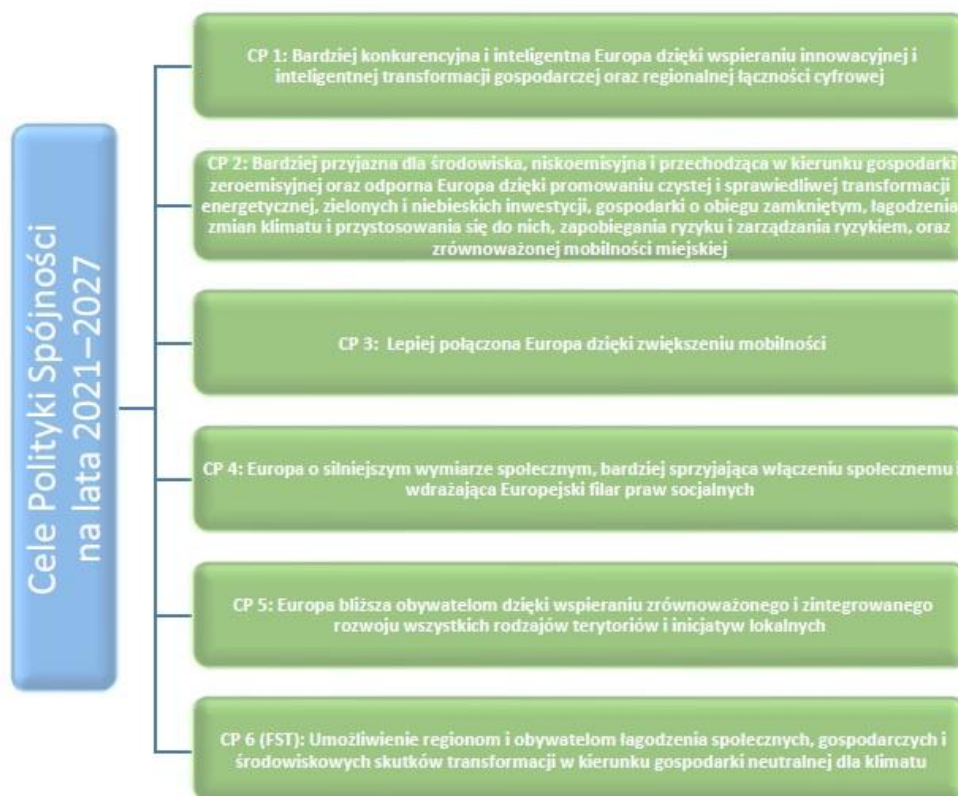 Cele Polityki Spójności
na lata 2021–2027
CP 1: Bardziej konkurencyjna i inteligentna Europa dzięki wspieraniu innowacyjnej i
inteligentnej transformacji gospodarczej oraz regionalnej łączności cyfrowej
CP 2: Bardziej przyjazna dla środowiska, niskoemisyjna i przechodząca w kierunku gospodarki
zeroemisyjnej oraz odporna Europa dzięki promowaniu czystej i sprawiedliwej transformacji
energetycznej, zielonych i niebieskich inwestycji, gospodarki o obiegu zamkniętym, łagodzenia
zmian klimatu i przystosowania się do nich, zapobiegania ryzyku i zarządzania ryzykiem, oraz
zrównoważonej mobilności miejskiej
CP 3: Lepiej połączona Europa dzięki zwiększeniu mobilności
CP 4: Europa o silniejszym wymiarze społecznym, bardziej sprzyjająca włączeniu społecznemu i
wdrażająca Europejski filar praw socjalnych
CP 5: Europa bliższa obywatelom dzięki wspieraniu zrównoważonego i zintegrowanego
rozwoju wszystkich rodzajów terytoriów i inicjatyw lokalnych
CP 6 (FST): Umożliwienie regionom i obywatelom łagodzenia społecznych, gospodarczych i
środowiskowych skutków transformacji w kierunku gospodarki neutralnej dla klimatu